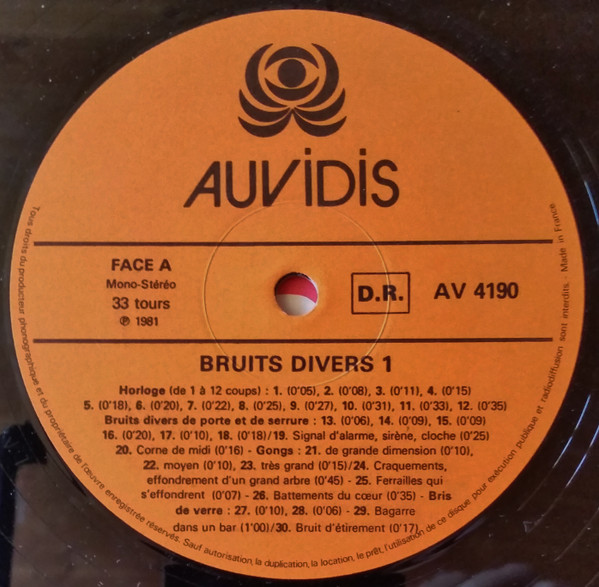 AUVIDIS
FACE A
Mono-Stéréo
33 tours
℗ 1981
D.R.
AV 4190
BRUITS DIVERS 1
Horloge (de 1 à 12 coups) : 1. (0'05), 2. (0'08), 3. (0'11), 4. (0'15)
5. (0'18), 6. (0'20), 7. (0'22), 8. (0'25), 9. (0'27), 10. (0'31), 11. (0'33), 12. (0'35)
Bruits divers de porte et de serrure : 13. (0'06), 14. (0'09), 15. (0'09)
16. (0'20), 17. (0'10), 18. (0'18)/19. Signal d'alarme, sirène, cloche (0'25)
20. Corne de midi (0'16) - Gongs : 21. de grande dimension (0'10),
22. moyen (0'10), 23. très grand (0'15)/24. Craquements,
effondrement d'un grand arbre (0'45) - 25. Ferrailles qui
s'effondrent (0'07) - 26. Battements du cœur (0'35) - Bris
de verre : 27. (0'10), 28. (0'06) - 29. Bagarre
dans un bar (1'00)/30. Bruit d'étirement (0'17).
Tous droits du producteur phonographique et du propriétaire de l'œuvre enregistrée réservés. Sauf autorisation, la duplication, la location, le prêt, l'utilisation de ce disque pour exécution publique et radiodiffusion sont interdits. - Made in France